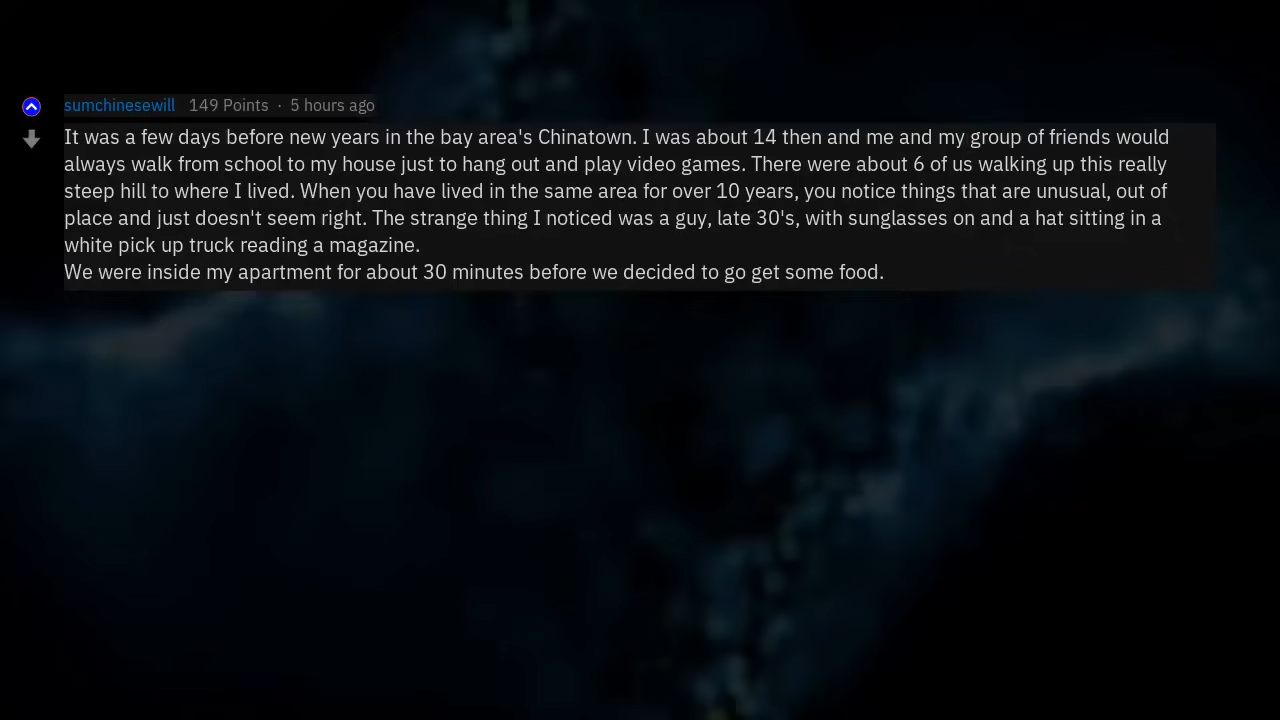 sumchinesewill 149 Points · 5 hours ago
It was a few days before new years in the bay area's Chinatown. I was about 14 then and me and my group of friends would
always walk from school to my house just to hang out and play video games. There were about 6 of us walking up this really
steep hill to where I lived. When you have lived in the same area for over 10 years, you notice things that are unusual, out of
place and just doesn't seem right. The strange thing I noticed was a guy, late 30's, with sunglasses on and a hat sitting in a
white pick up truck reading a magazine.
We were inside my apartment for about 30 minutes before we decided to go get some food.